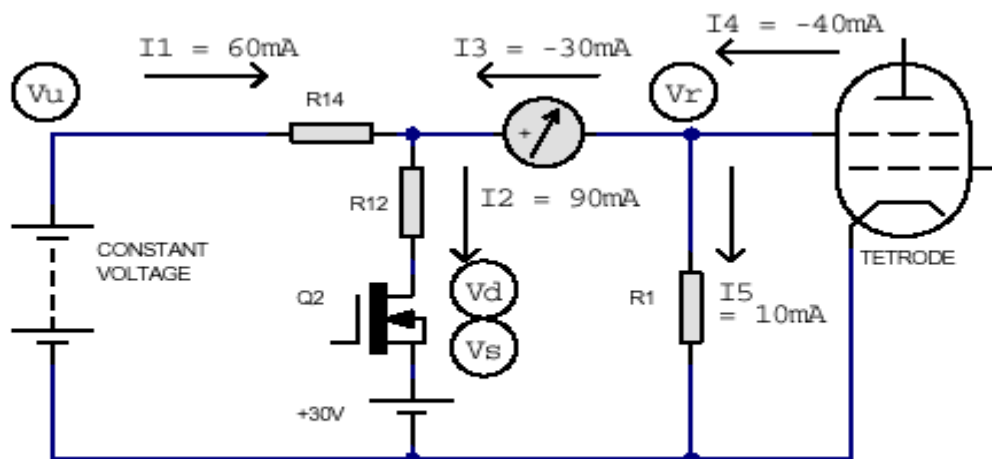 I1 = 60mA
I3 = -30mA
I4 = -40mA
Vu
R14
Vr
+
R12
I2 = 90mA
CONSTANT
VOLTAGE
TETRODE
Q2
Vd
R1
I5
= 10mA
Vs
+30V